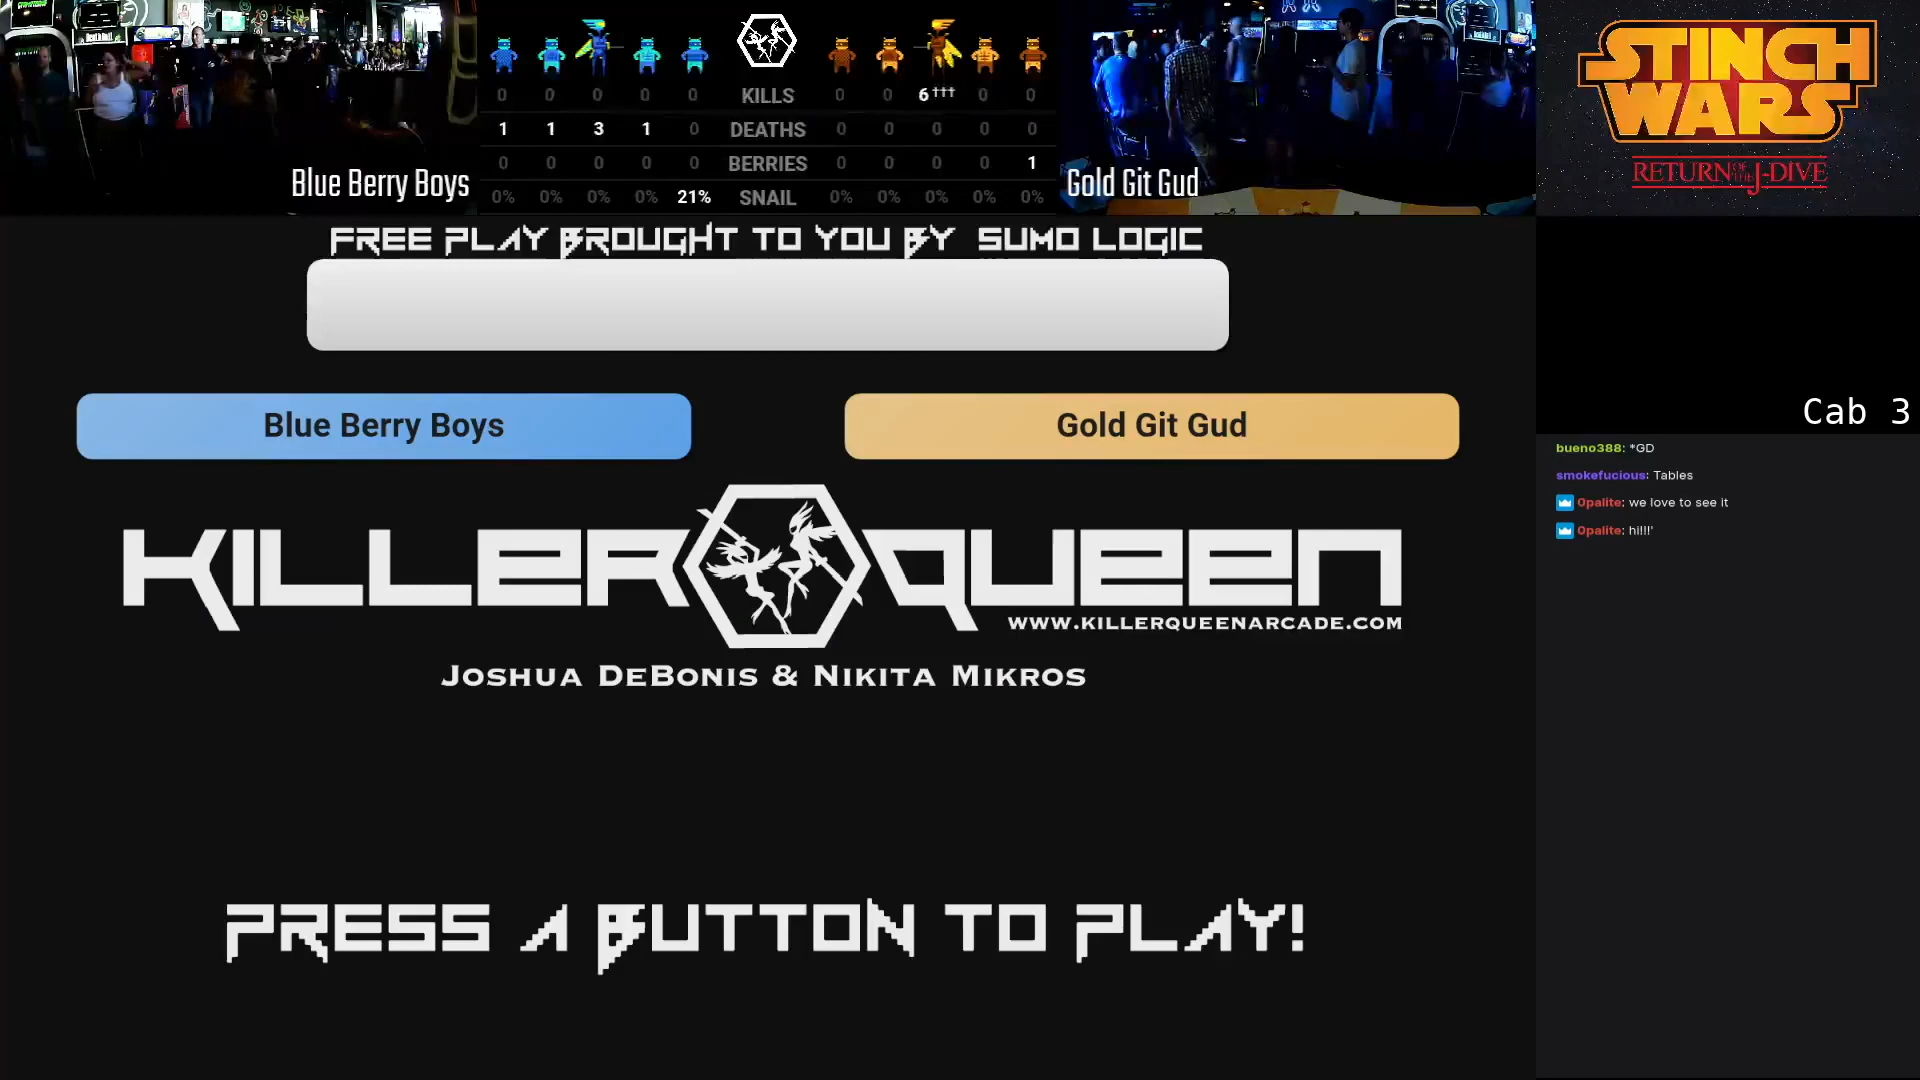 Blue Berry Boys
0 0 0 0 0 KILLS 0 0 6††† 0 0
1 1 3 1 0 DEATHS 0 0 0 0 0
0 0 0 0 0 BERRIES 0 0 0 0 1
0% 0% 0% 0% 21% SNAIL 0% 0% 0% 0% 0%
Gold Git Gud
STINCH
WARS
RETURN OF THE J-DIVE
FREE PLAY BROUGHT TO YOU BY SUMO LOGIC
Blue Berry Boys
Gold Git Gud
KILLER QUEEN
WWW.KILLERQUEENARCADE.COM
JOSHUA DEBONIS & NIKITA MIKROS
PRESS A BUTTON TO PLAY!
Cab 3
bueno388: *GD
smokefucious: Tables
Opalite: we love to see it
Opalite: hi!!!'